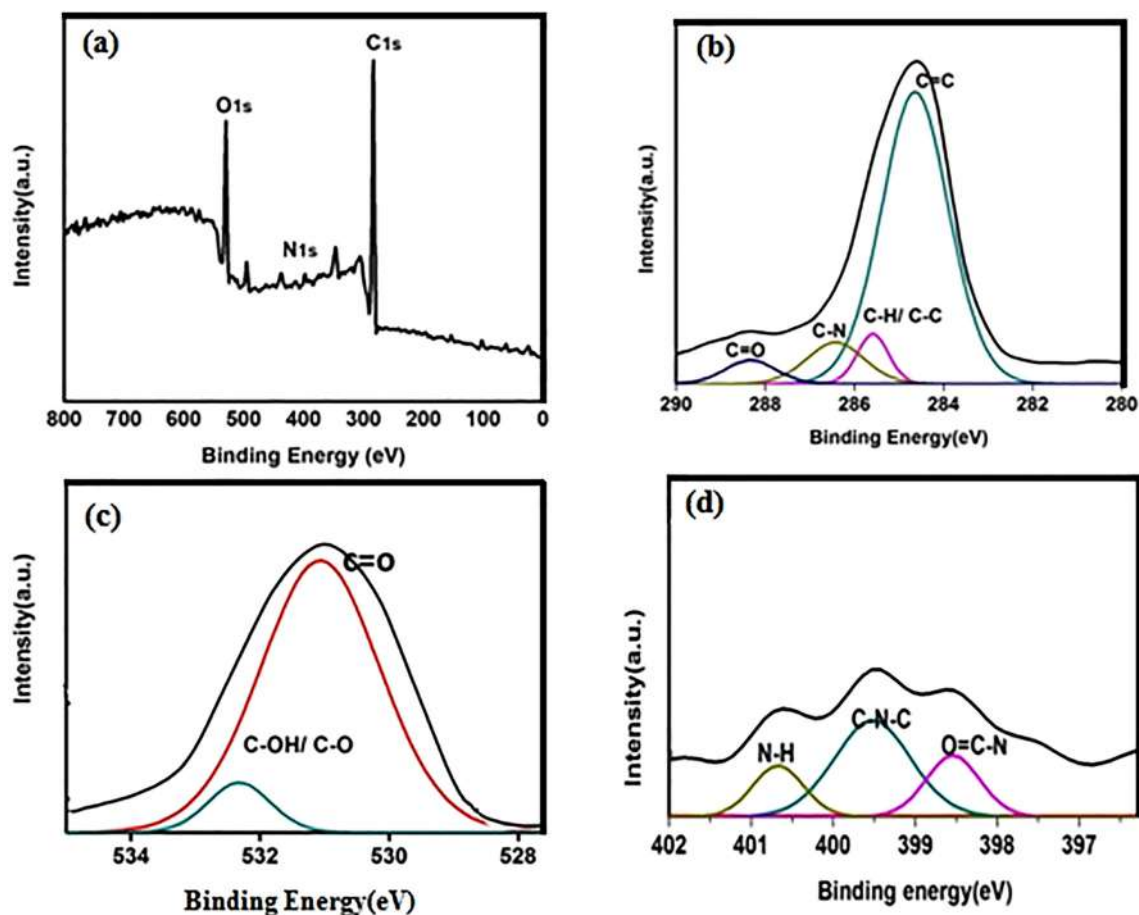 (a)
C1s
O1s
N1s
Intensity(a.u.)
800 700 600 500 400 300 200 100 0
Binding Energy (eV)
(b)
C=C
C-H/ C-C
C-N
C=O
Intensity(a.u.)
290 288 286 284 282 280
Binding Energy(eV)
(c)
C=O
C-OH/ C-O
Intensity(a.u.)
534 532 530 528
Binding Energy(eV)
(d)
C-N-C
O=C-N
N-H
Intensity(a.u.)
402 401 400 399 398 397
Binding energy(eV)